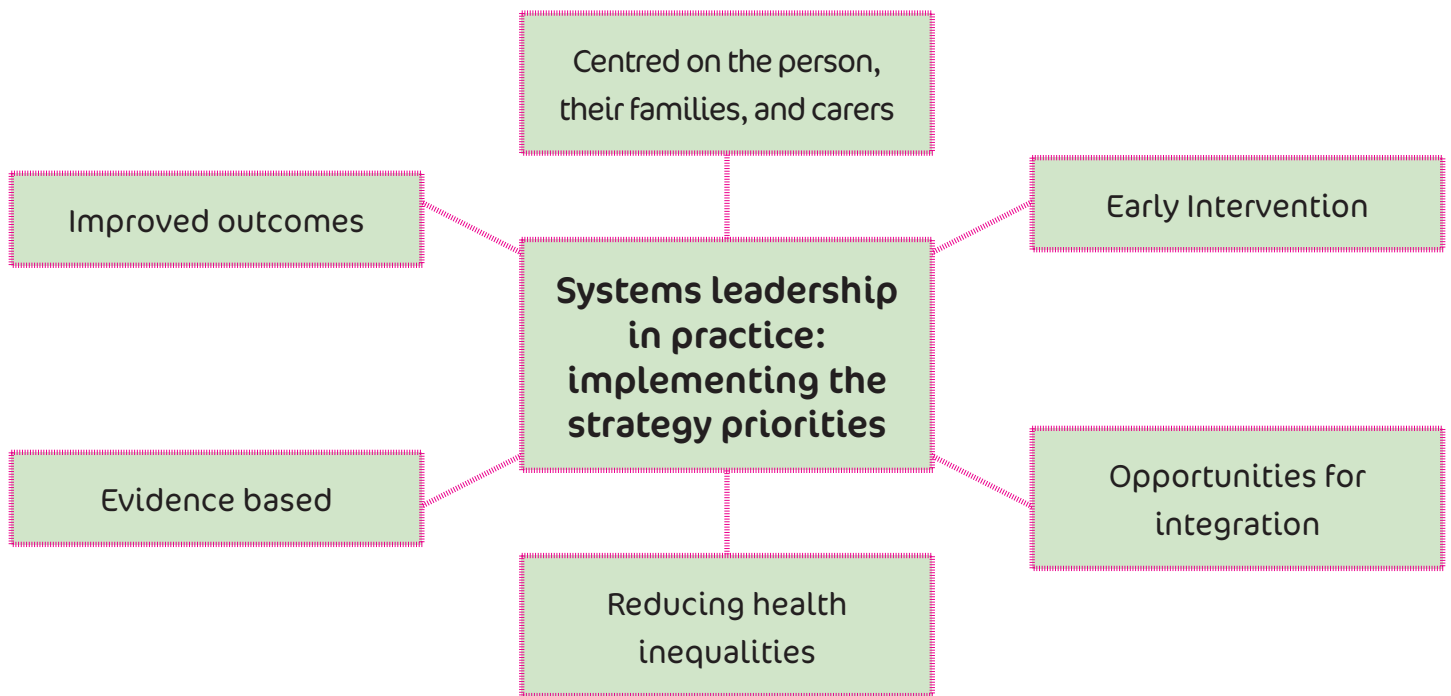 Centred on the person,
their families, and carers
Improved outcomes
Early Intervention
Systems leadership
in practice:
implementing the
strategy priorities
Evidence based
Opportunities for
integration
Reducing health
inequalities